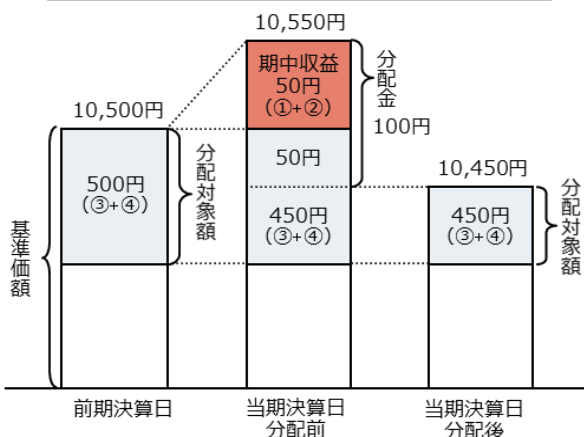 10,550円
期中収益
50円
(①+②)
分配金
100円
10,500円
50円
10,450円
500円
(③+④)
分配対象額
450円
(③+④)
450円
(③+④)
分配対象額
基準価額
前期決算日
当期決算日
分配前
当期決算日
分配後